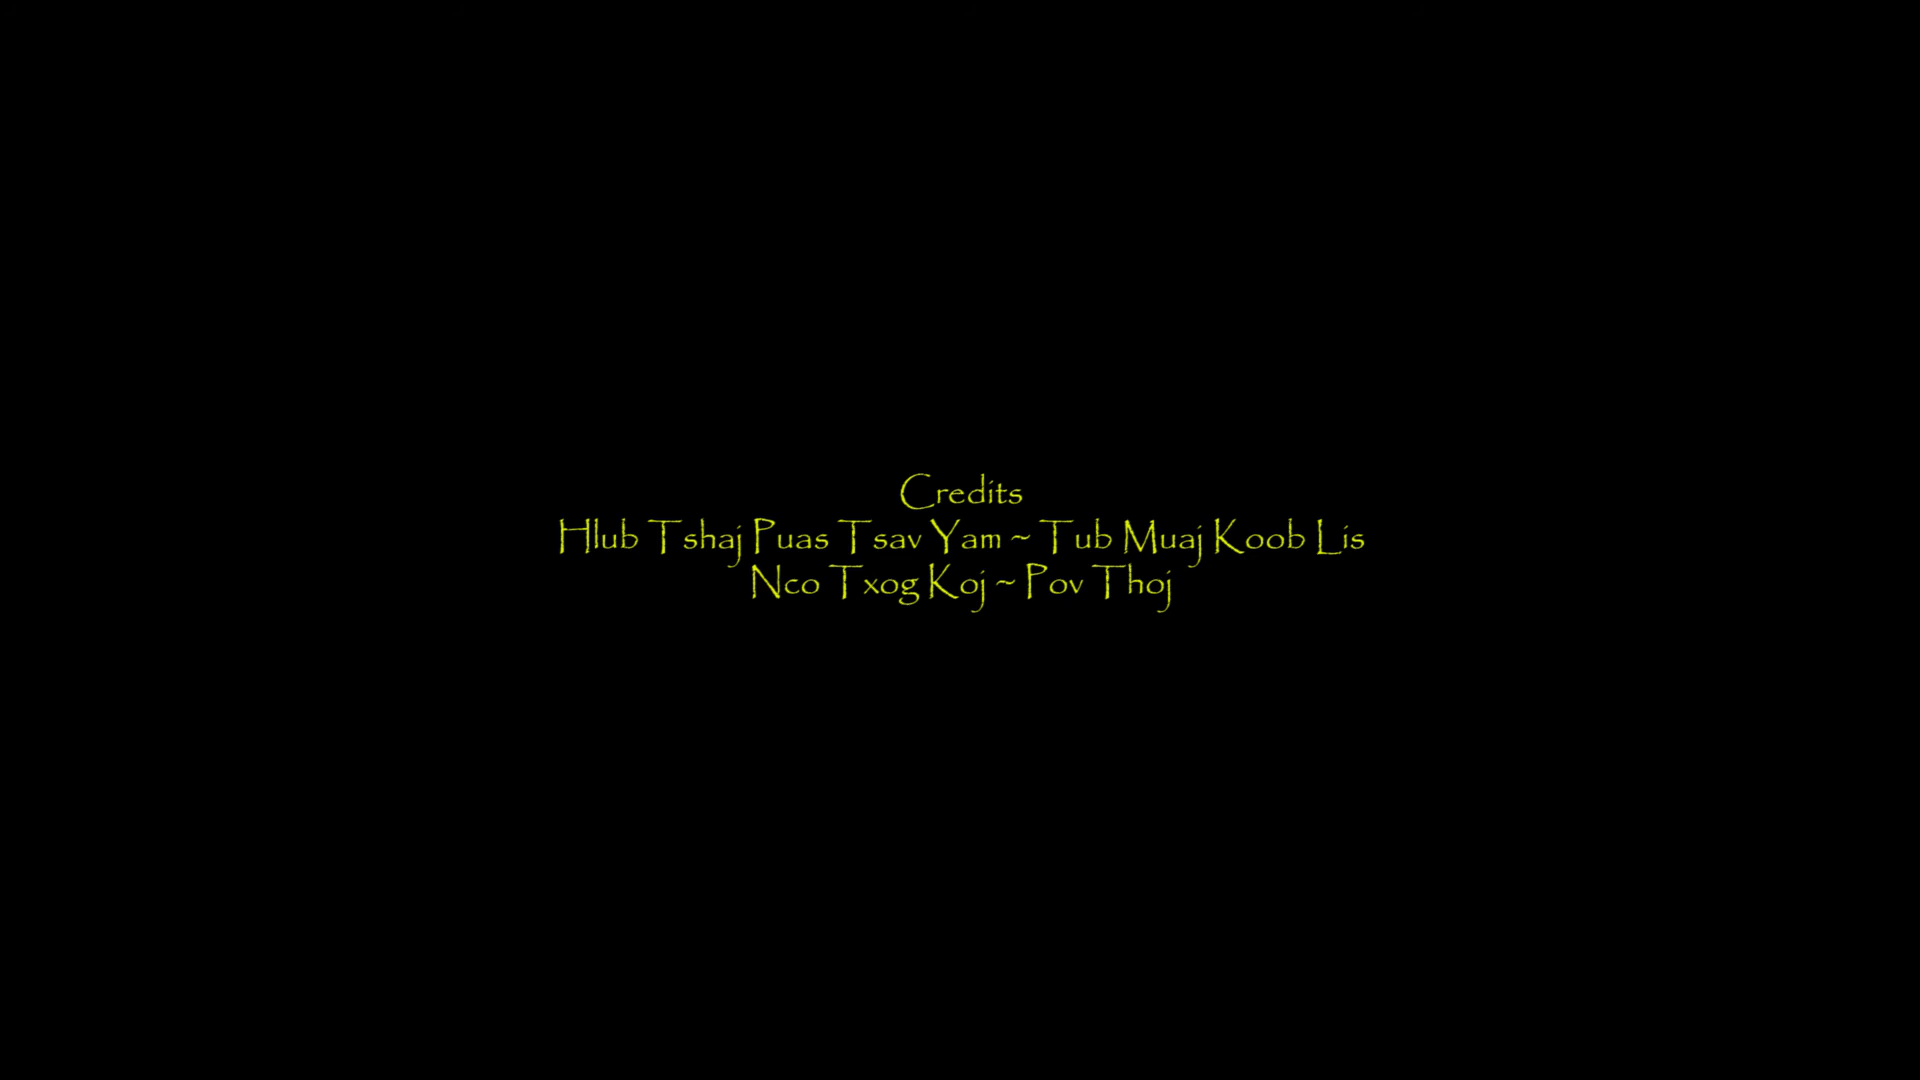 Credits
Hlub Tshaj Puas Tsav Yam ~ Tub Muaj Koob Lis
Nco Txog Koj ~ Pov Thoj